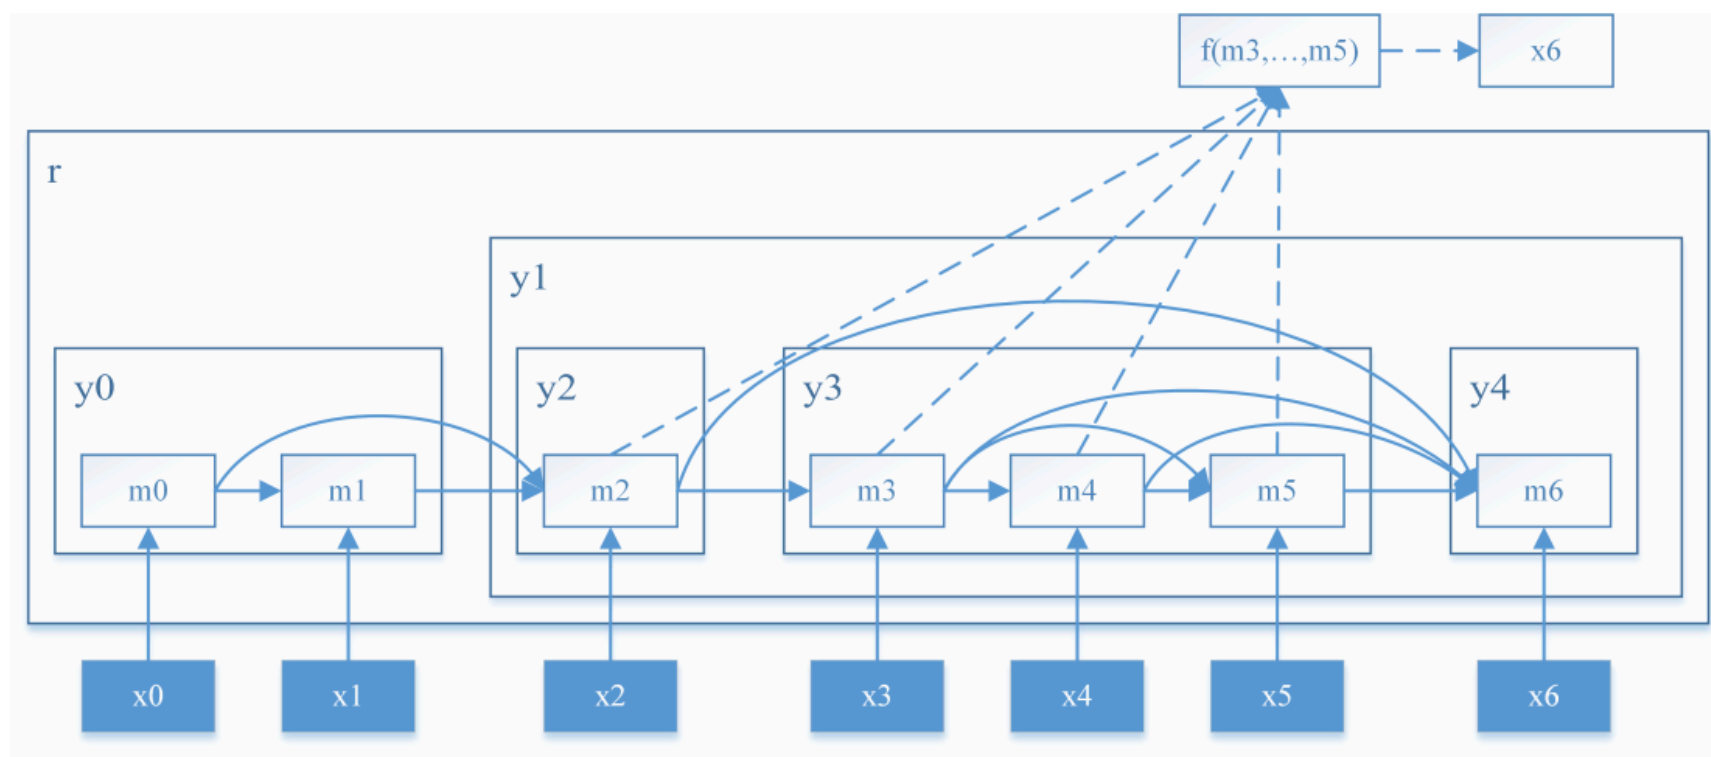 f(m3,...,m5) x6
r
y1
y0 y2 y3 y4
m0 m1 m2 m3 m4 m5 m6
x0 x1 x2 x3 x4 x5 x6